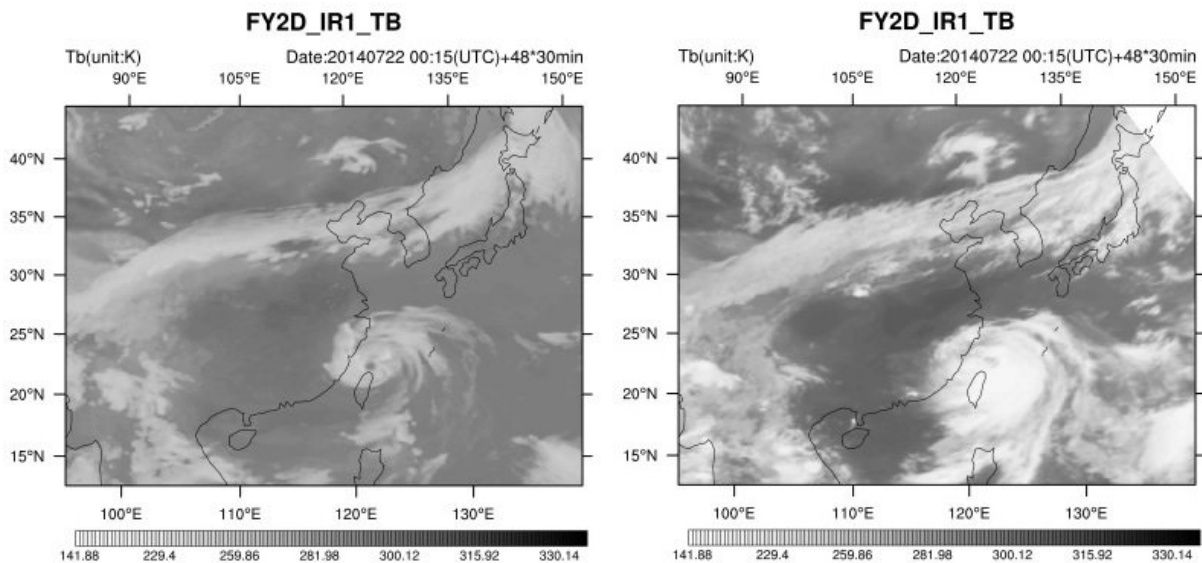 FY2D_IR1_TB
Tb(unit:K) Date:20140722 00:15(UTC)+48*30min
90°E 105°E 120°E 135°E 150°E
40°N
35°N
30°N
25°N
20°N
15°N
100°E 110°E 120°E 130°E
141.88 229.4 259.86 281.98 300.12 315.92 330.14
FY2D_IR1_TB
Tb(unit:K) Date:20140722 00:15(UTC)+48*30min
90°E 105°E 120°E 135°E 150°E
40°N
35°N
30°N
25°N
20°N
15°N
100°E 110°E 120°E 130°E
141.88 229.4 259.86 281.98 300.12 315.92 330.14